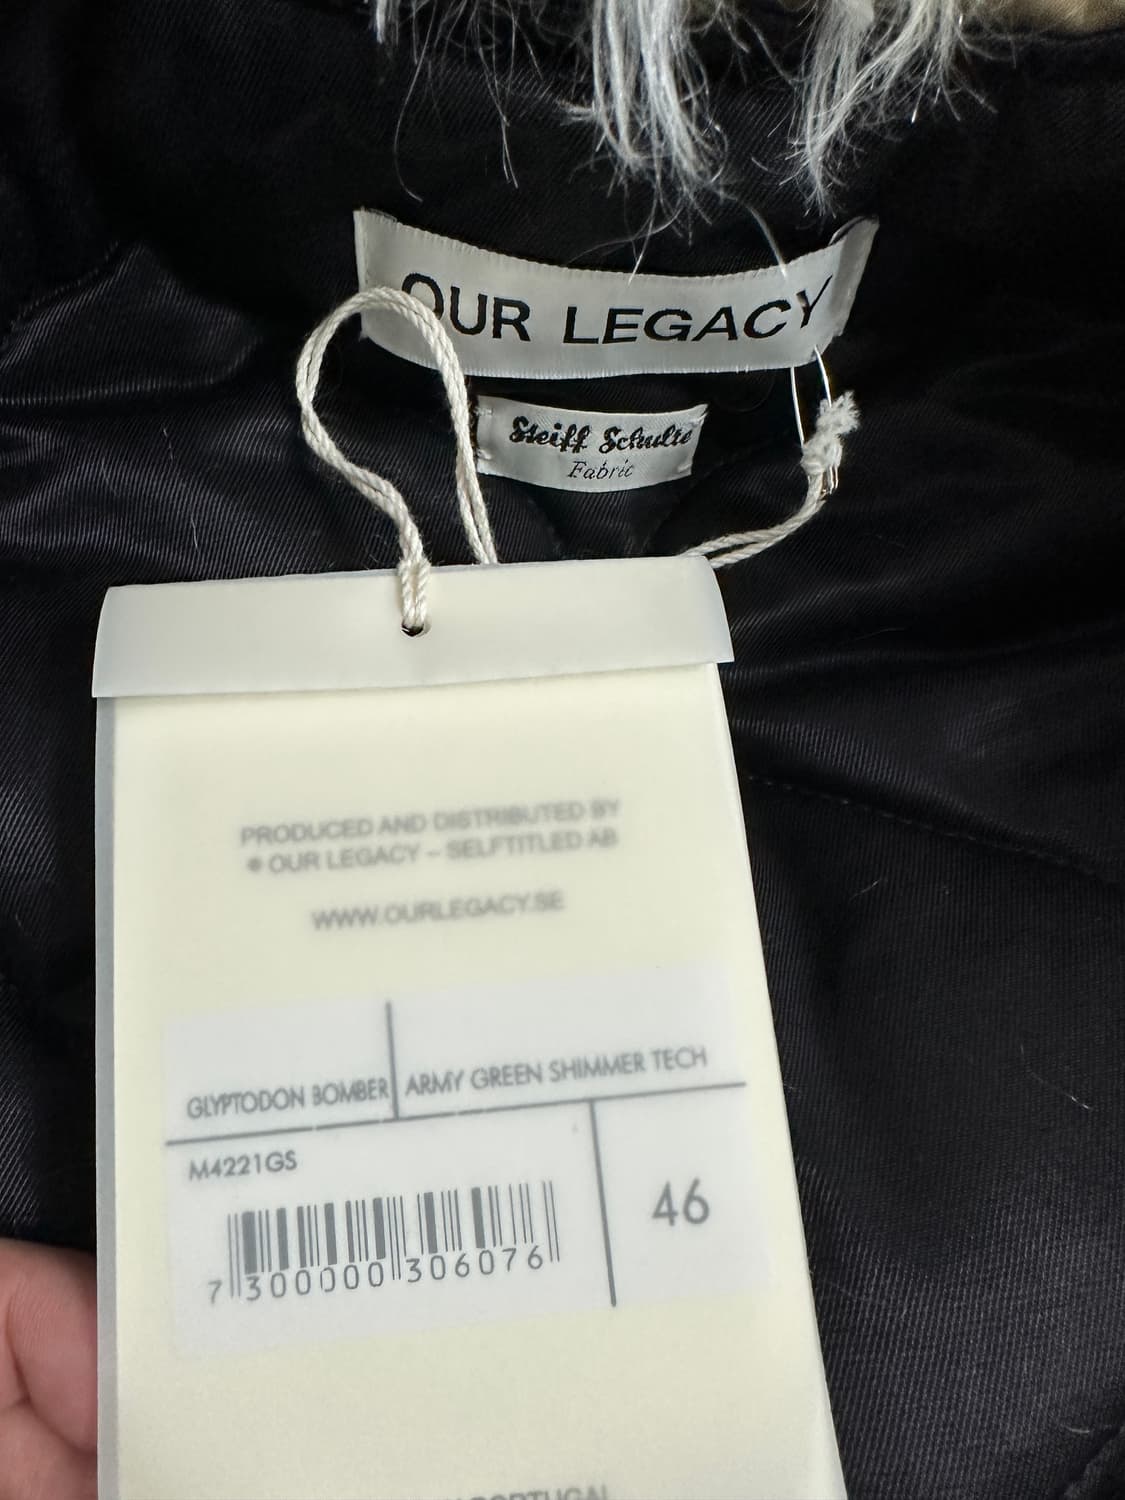 OUR LEGACY
Steiff Schulte
Fabric
PRODUCED AND DISTRIBUTED BY
® OUR LEGACY – SELFTITLED AB
WWW.OURLEGACY.SE
GLYPTODON BOMBER ARMY GREEN SHIMMER TECH
M4221GS
46
7 300000 306076
PORTUGAL